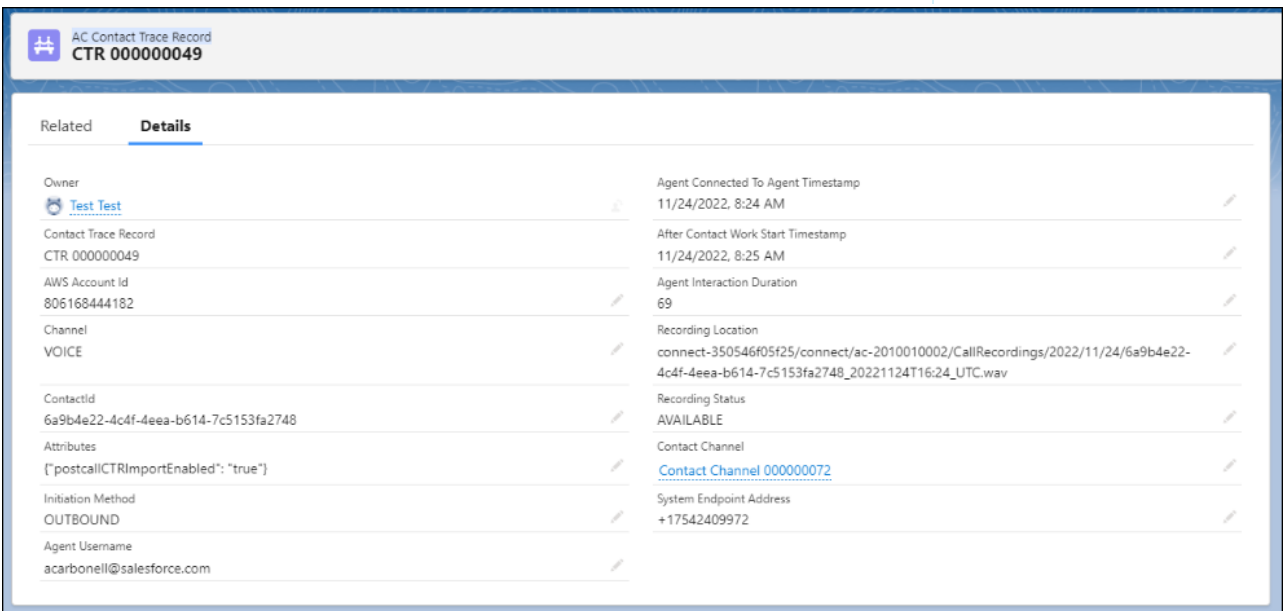 AC Contact Trace Record
CTR 000000049
Related
Details
Owner
Test Test
Contact Trace Record
CTR 000000049
AWS Account Id
806168444182
Channel
VOICE
ContactId
6a9b4e22-4c4f-4eea-b614-7c5153fa2748
Attributes
{"postcallCTRImportEnabled": "true"}
Initiation Method
OUTBOUND
Agent Username
acarbonell@salesforce.com
Agent Connected To Agent Timestamp
11/24/2022, 8:24 AM
After Contact Work Start Timestamp
11/24/2022, 8:25 AM
Agent Interaction Duration
69
Recording Location
connect-350546f05f25/connect/ac-2010010002/CallRecordings/2022/11/24/6a9b4e22-
4c4f-4eea-b614-7c5153fa2748_20221124T16:24_UTC.wav
Recording Status
AVAILABLE
Contact Channel
Contact Channel 000000072
System Endpoint Address
+17542409972